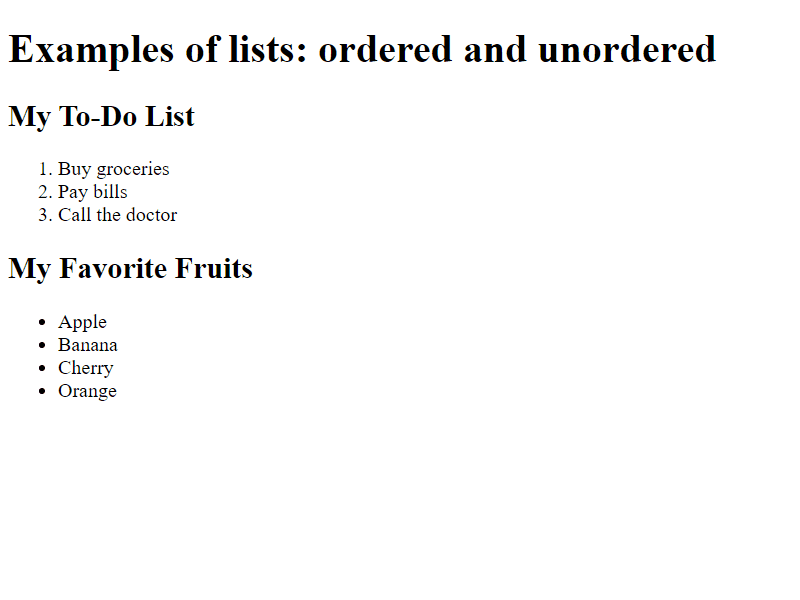 Examples of lists: ordered and unordered
My To-Do List
1. Buy groceries
2. Pay bills
3. Call the doctor
My Favorite Fruits
• Apple
• Banana
• Cherry
• Orange